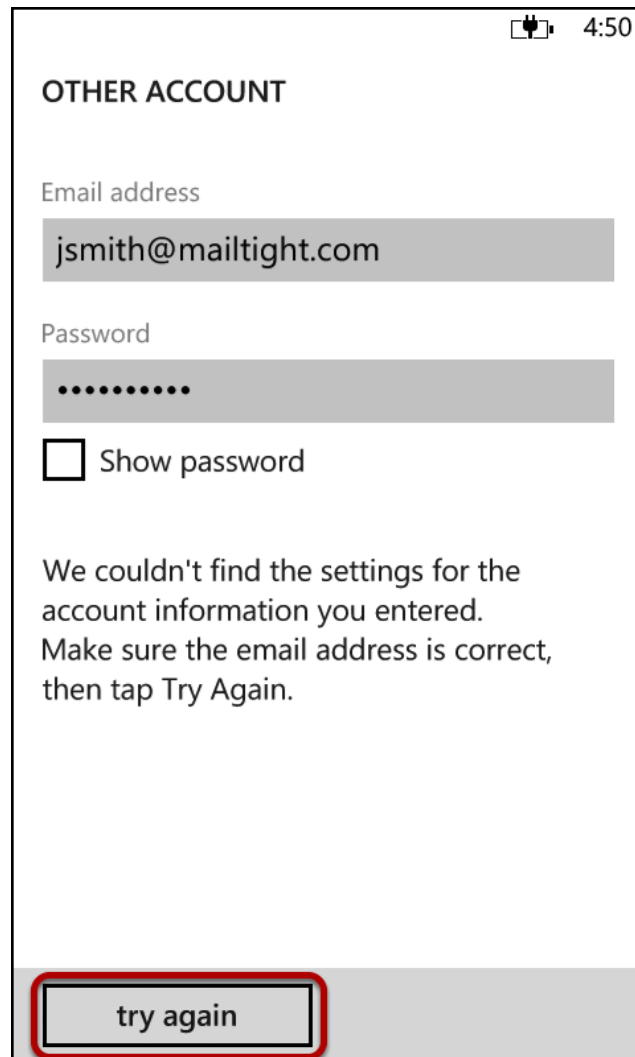 4:50
OTHER ACCOUNT
Email address
jsmith@mailtight.com
Password
••••••••••
Show password
We couldn't find the settings for the
account information you entered.
Make sure the email address is correct,
then tap Try Again.
try again